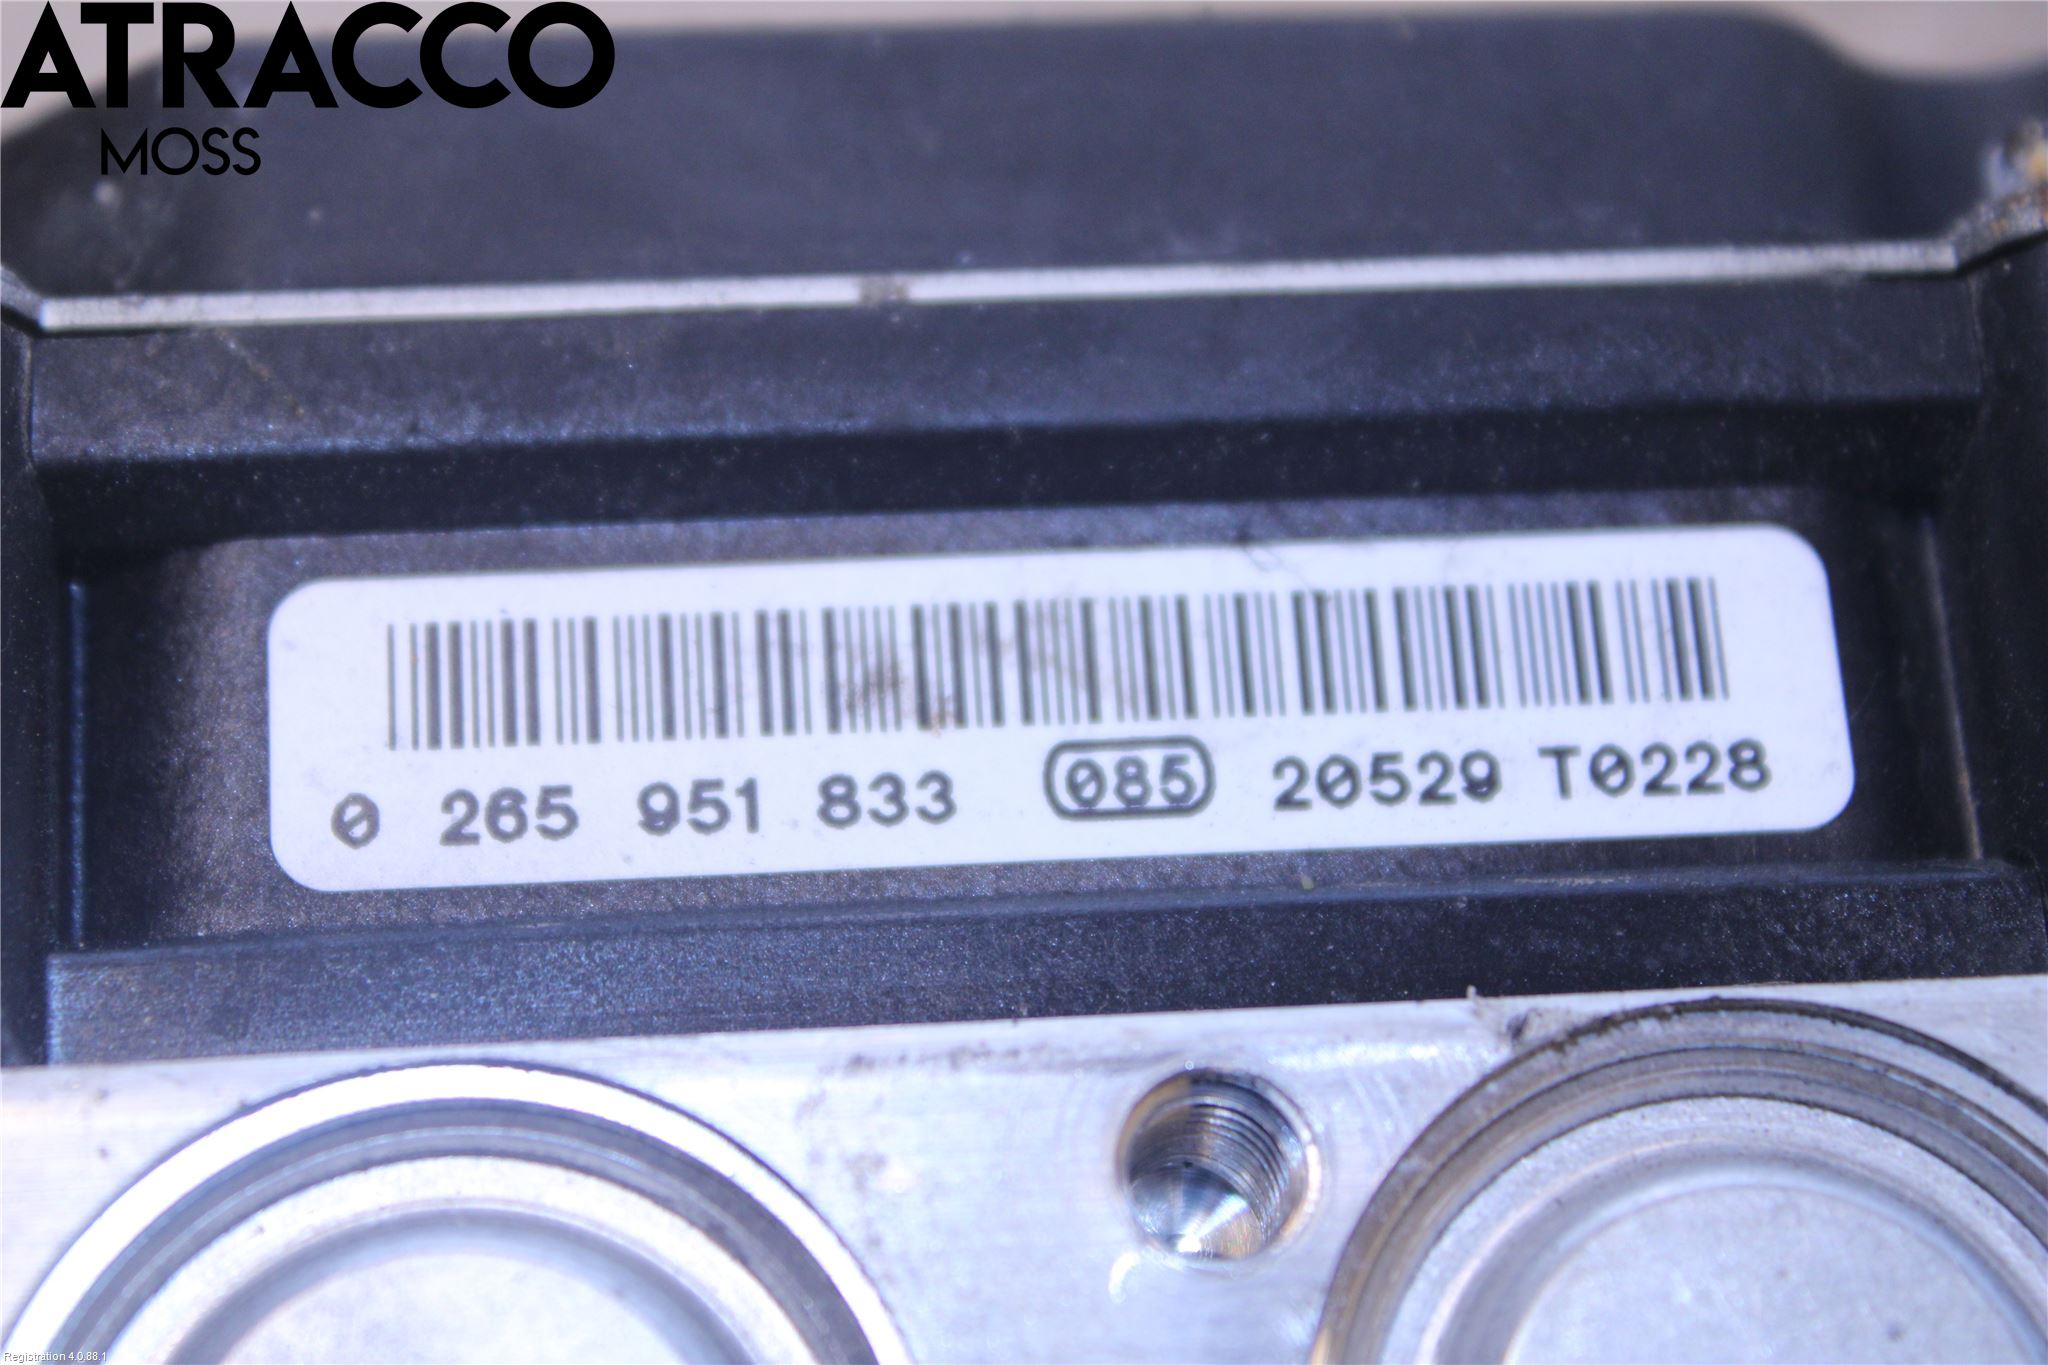 ATRACCO
MOSS
0 265 951 833 085 20529 T0228
Registration 4.0.88.1